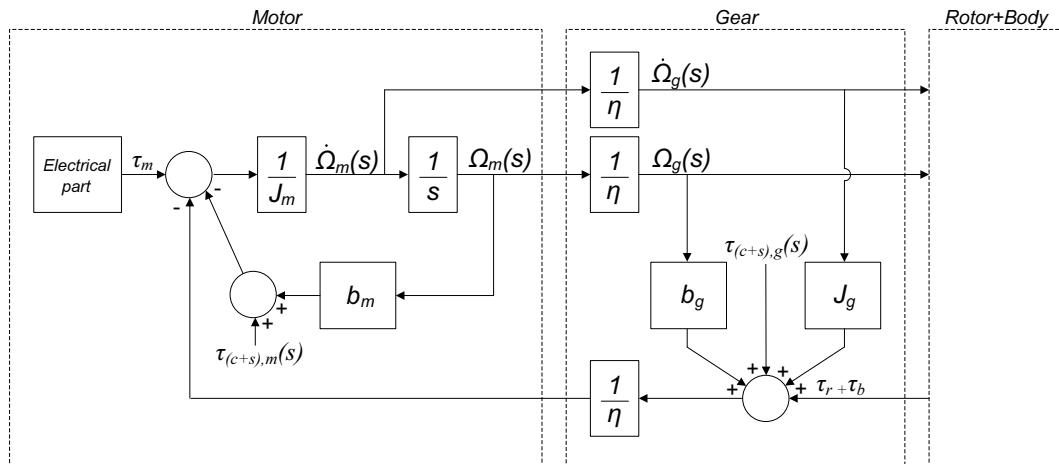 Motor
Gear
Rotor+Body
1
η
Ω̇g(s)
Electrical
part
τm
-
-
1
Jm
Ω̇m(s)
1
s
Ωm(s)
1
η
Ωg(s)
τ(c+s),g(s)
bm
+
+
bg
Jg
τ(c+s),m(s)
1
η
+
+
+
+
τr+τb